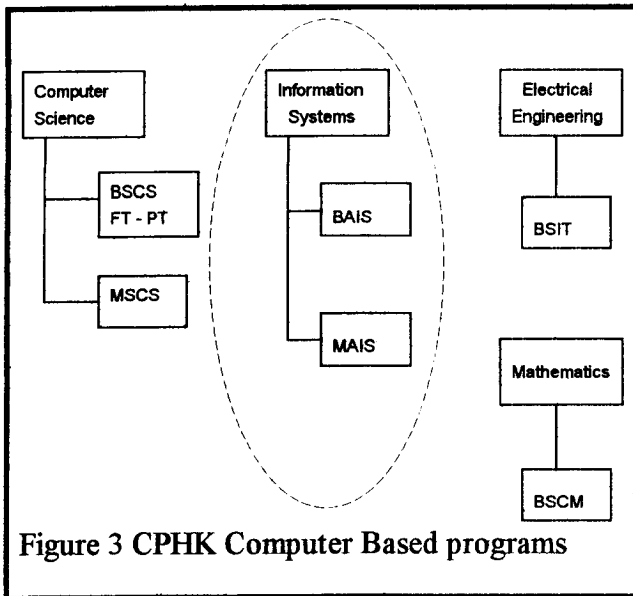 Computer
Science
BSCS
FT - PT
MSCS
Information
Systems
BAIS
MAIS
Electrical
Engineering
BSIT
Mathematics
BSCM
Figure 3 CPHK Computer Based programs